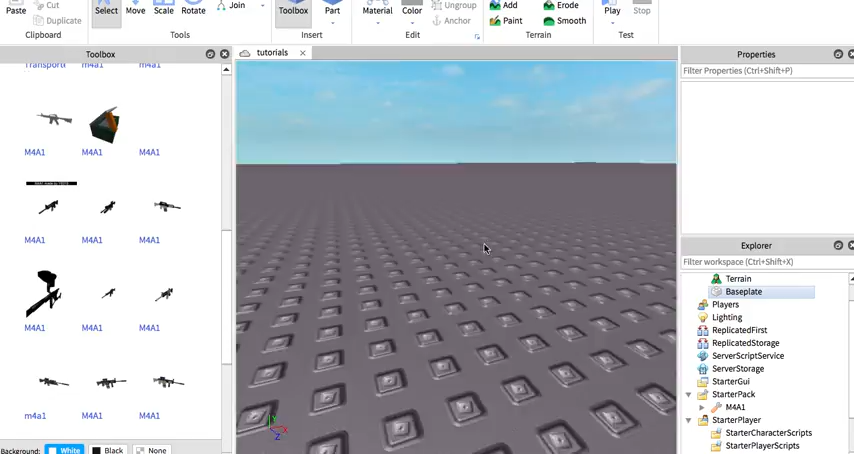 Paste Cut Select Move Scale Rotate Join Toolbox Part Material Color Ungroup Add Erode Play Stop
Duplicate Anchor Paint Smooth
Clipboard Tools Insert Edit Terrain Test
Toolbox tutorials Properties
Filter Properties (Ctrl+Shift+P)
m4a1 m4a1
M4A1 M4A1 M4A1
M4A1 M4A1 M4A1
M4A1 M4A1 M4A1
m4a1 M4A1 M4A1
Background: White Black None
Y X Z
Explorer
Filter workspace (Ctrl+Shift+X)
Terrain
Baseplate
Players
Lighting
ReplicatedFirst
ReplicatedStorage
ServerScriptService
ServerStorage
StarterGui
StarterPack
M4A1
StarterPlayer
StarterCharacterScripts
StarterPlayerScripts